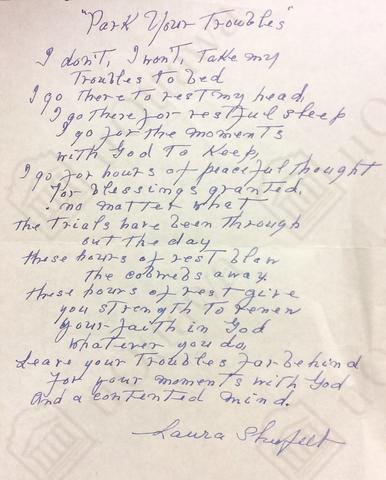 "Park Your Troubles"
I don't, I won't, take my
Troubles to bed
I go there to rest my head,
I go there for restful sleep
I go for the moments
with God to keep,
I go for hours of peaceful thought
For blessings granted,
no matter what
the trials have been through
out the day
these hours of rest blow
the cobwebs away.
these hours of rest give
you strength to renew
your faith in God
whatever you do,
Leave your troubles far behind
for your moments with God
And a contented mind.
Laura Shufelt